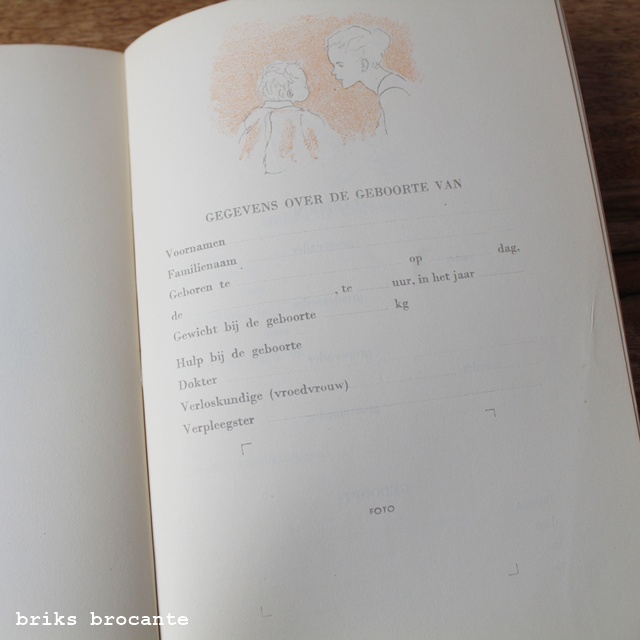 GEGEVENS OVER DE GEBOORTE VAN
Voornamen
Familienaam
Geboren te op dag,
de , te uur, in het jaar
Gewicht bij de geboorte kg
Hulp bij de geboorte
Dokter
Verloskundige (vroedvrouw)
Verpleegster
FOTO
briks brocante